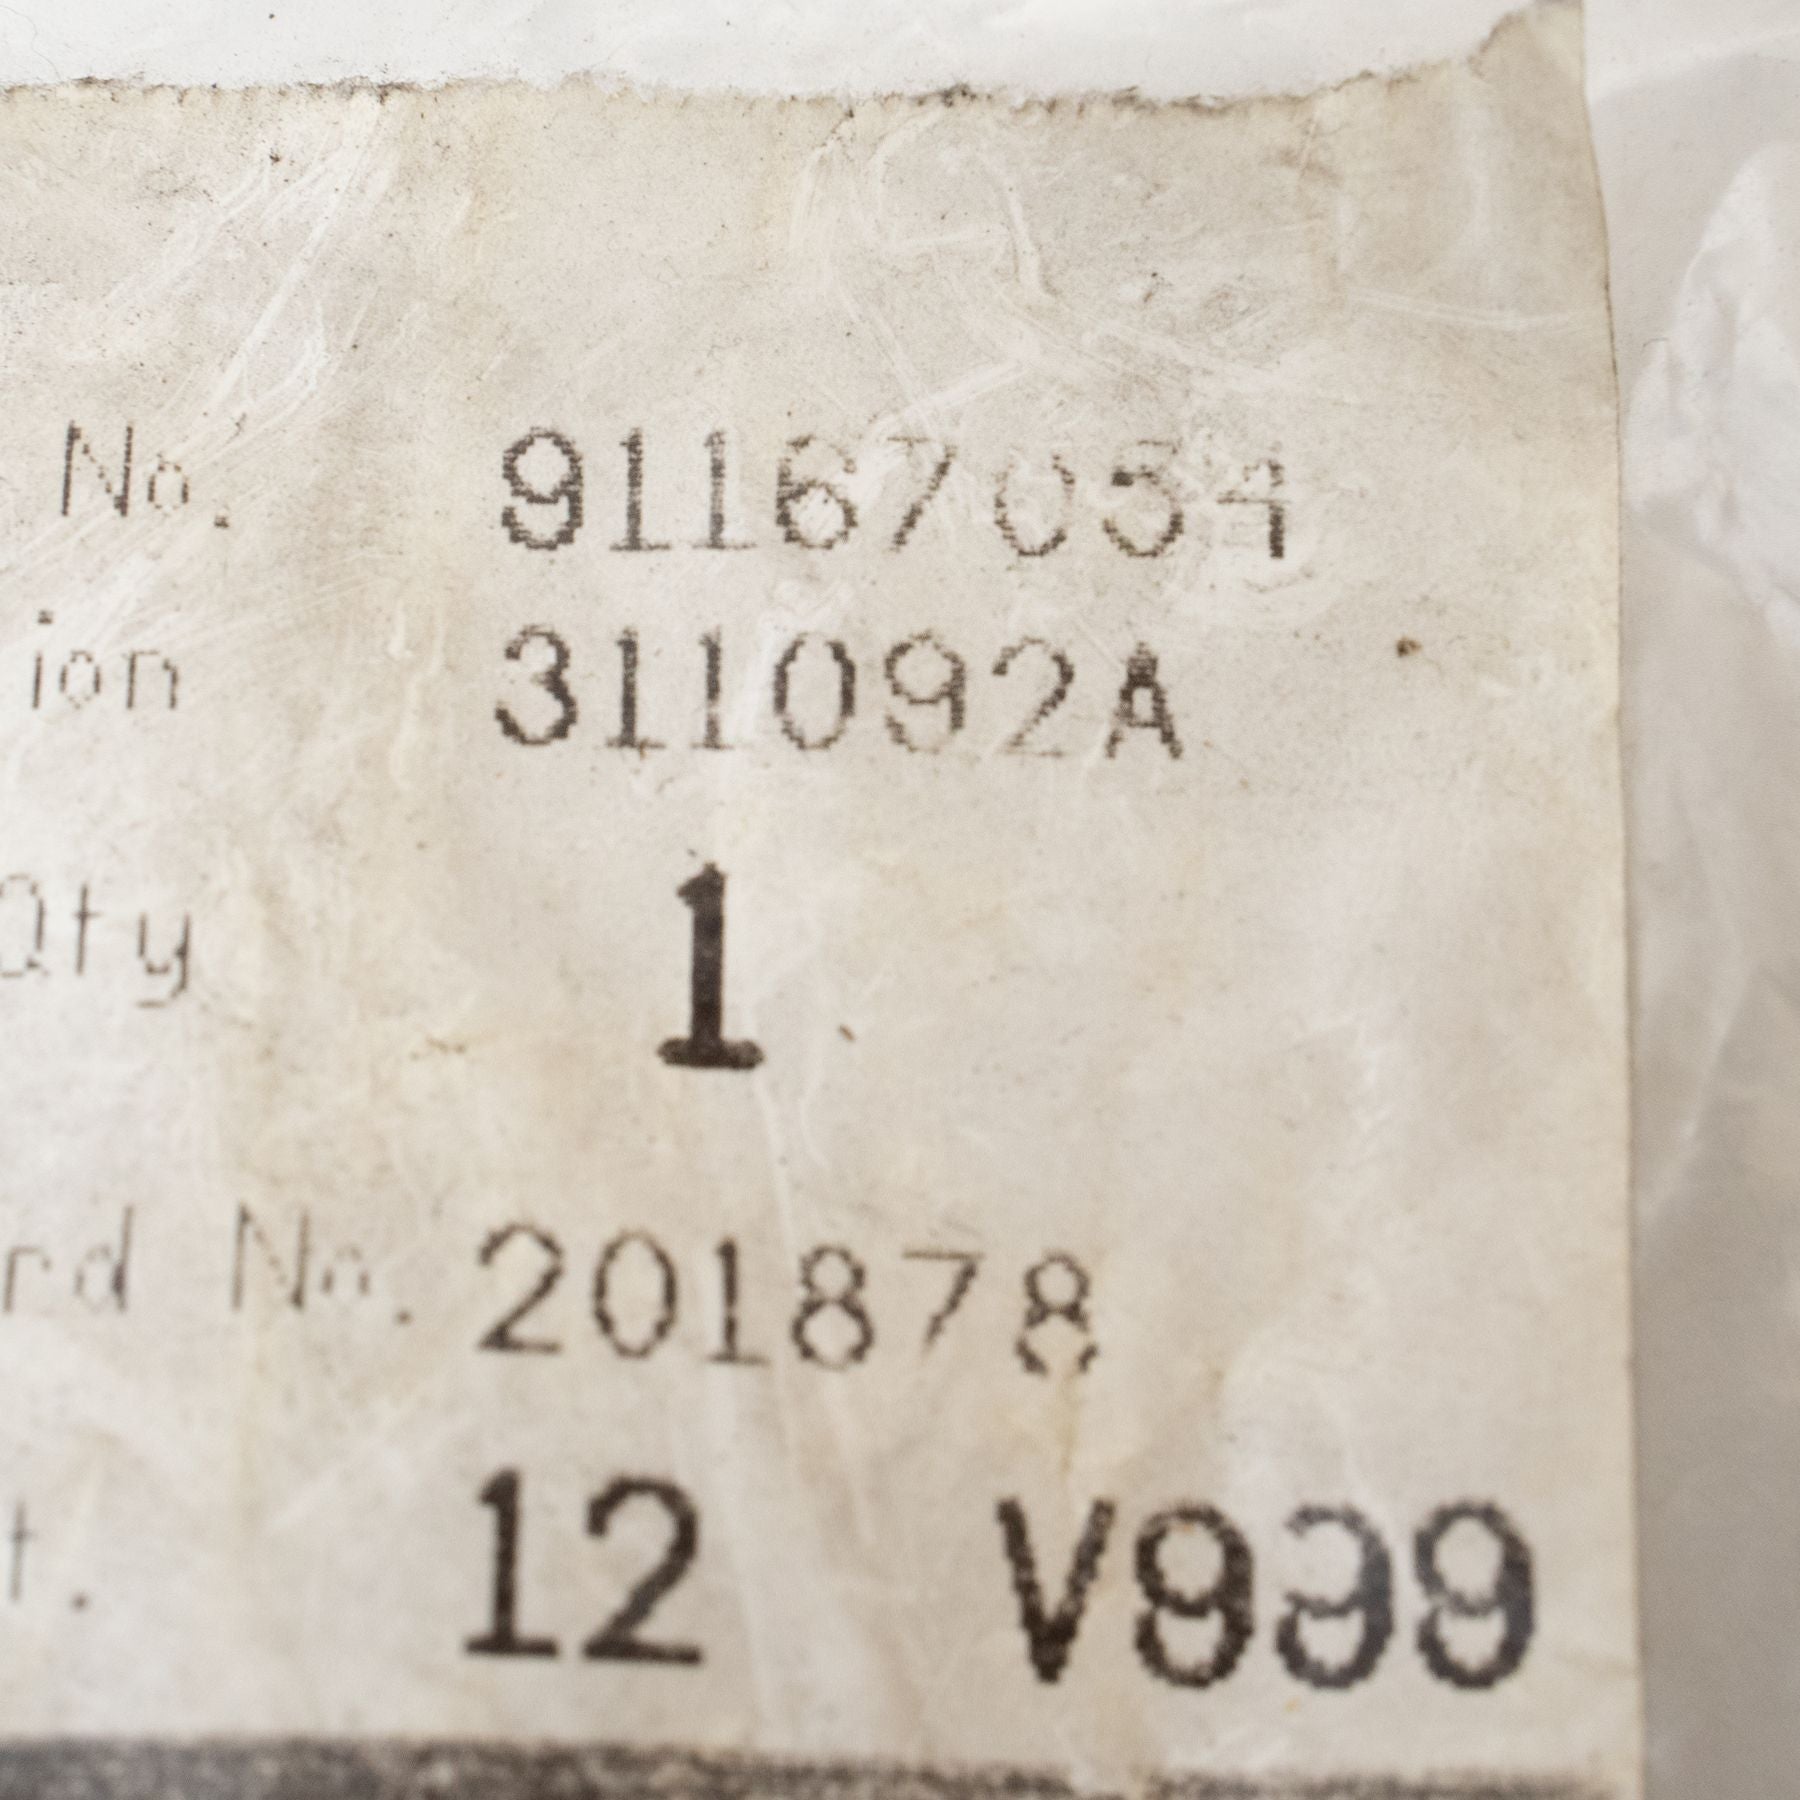 No. 91167054
ion 311092A
Qty 1
rd No. 201878
t. 12 V999